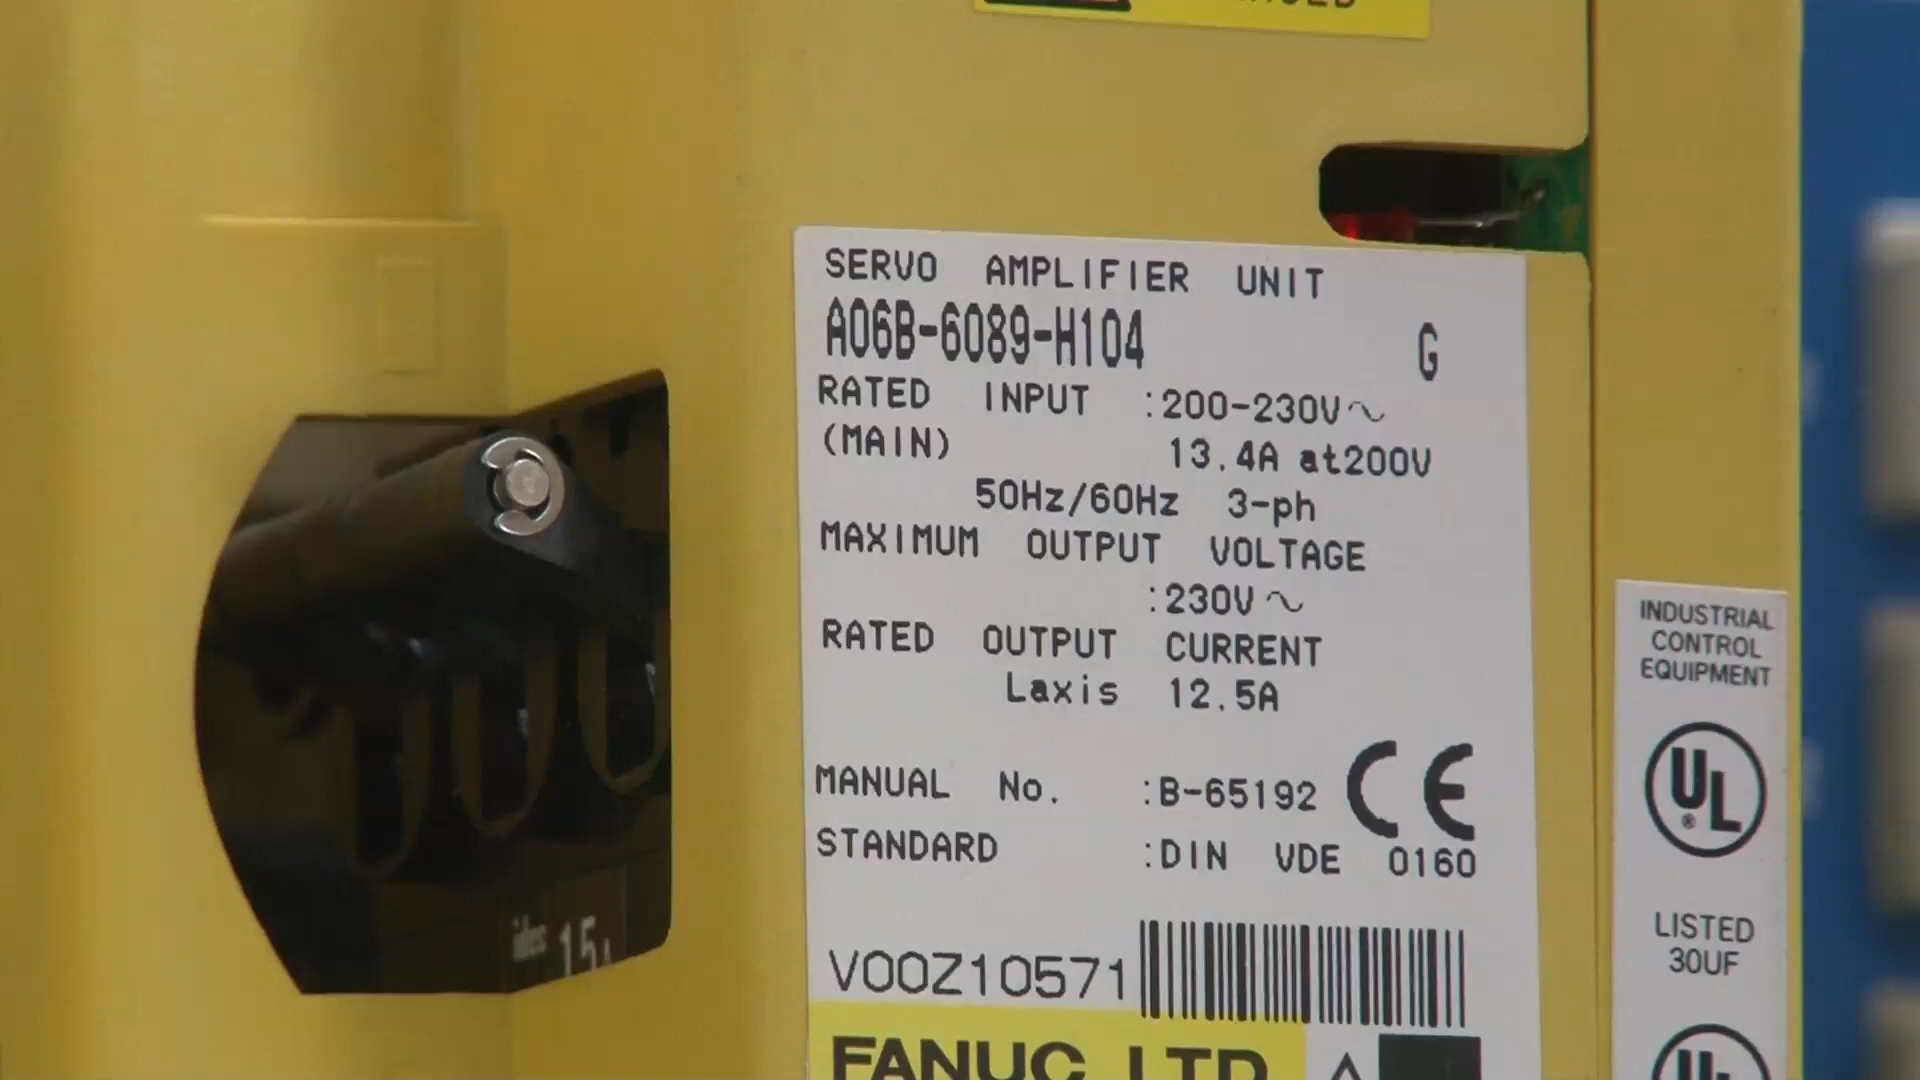 SERVO AMPLIFIER UNIT
A06B-6089-H104 G
RATED INPUT :200-230V~
(MAIN) 13.4A at200V
50Hz/60Hz 3-ph
MAXIMUM OUTPUT VOLTAGE
:230V~
RATED OUTPUT CURRENT
Laxis 12.5A
MANUAL No. :B-65192 CE
STANDARD :DIN VDE 0160
V00Z10571
FANUC LTD
INDUSTRIAL
CONTROL
EQUIPMENT
UL
®
LISTED
30UF
UL
15